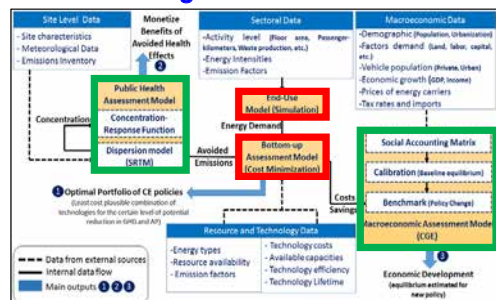 Site Level Data
- Site characteristics
- Meteorological Data
- Emissions Inventory
Monetize
Benefits of
Avoided Health
Effects
2
Sectoral Data
- Activity level (Floor area, Passenger-
kilometers, Waste production, etc.)
- Energy Intensities
- Emission Factors
Macroeconomic Data
- Demographic (Population, Urbanization)
- Factors demand (Land, labor, capital,
etc.)
- Vehicle population (Private, Urban)
- Economic growth (GDP, Income)
- Prices of energy carriers
- Tax rates and imports
Public Health
Assessment Model
Concentration-
Response Function
Dispersion model
(SRTM)
Concentration
End-Use
Model (Simulation)
Energy Demand
Avoided
Emissions
Bottom-up
Assessment Model
(Cost Minimization)
Costs
Savings
Social Accounting Matrix
Calibration (Baseline equilibrium)
Benchmark (Policy Change)
Macroeconomic Assessment Model
(CGE)
1 Optimal Portfolio of CE policies
(Least cost plausible combination of
technologies for the certain level of potential
reduction in GHG and AP)
Resource and Technology Data
-Energy types
-Resource availability
- Emission factors
- Technology costs
- Available capacities
- Technology efficiency
- Technology Lifetime
3
Economic Development
(equilibrium estimated for
new policy)
Data from external sources
Internal data flow
Main outputs 1 2 3